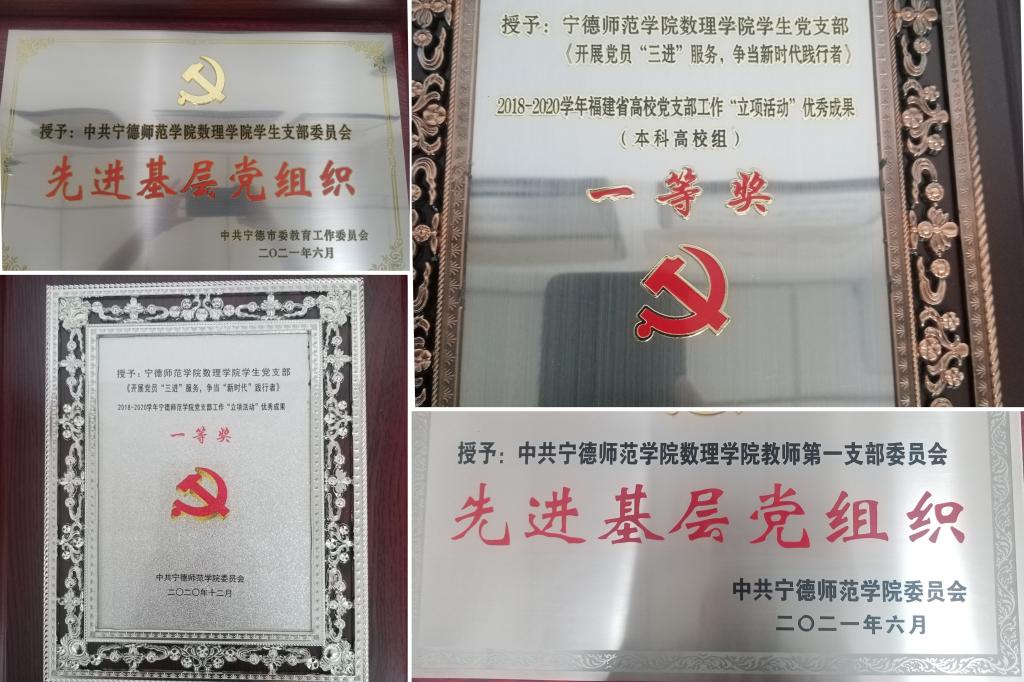 授予：中共宁德师范学院数理学院学生支部委员会
先进基层党组织
中共宁德市委教育工作委员会
二〇二一年六月
授予：宁德师范学院数理学院学生党支部
《开展党员“三进”服务，争当新时代践行者》
2018-2020学年福建省高校党支部工作“立项活动”优秀成果
（本科高校组）
一等奖
授予：宁德师范学院数理学院学生党支部
《开展党员“三进”服务，争当“新时代”践行者》
2018-2020学年宁德师范学院党支部工作“立项活动”优秀成果
一等奖
中共宁德师范学院委员会
二〇二〇年十二月
授予：中共宁德师范学院数理学院教师第一支部委员会
先进基层党组织
中共宁德师范学院委员会
二〇二一年六月